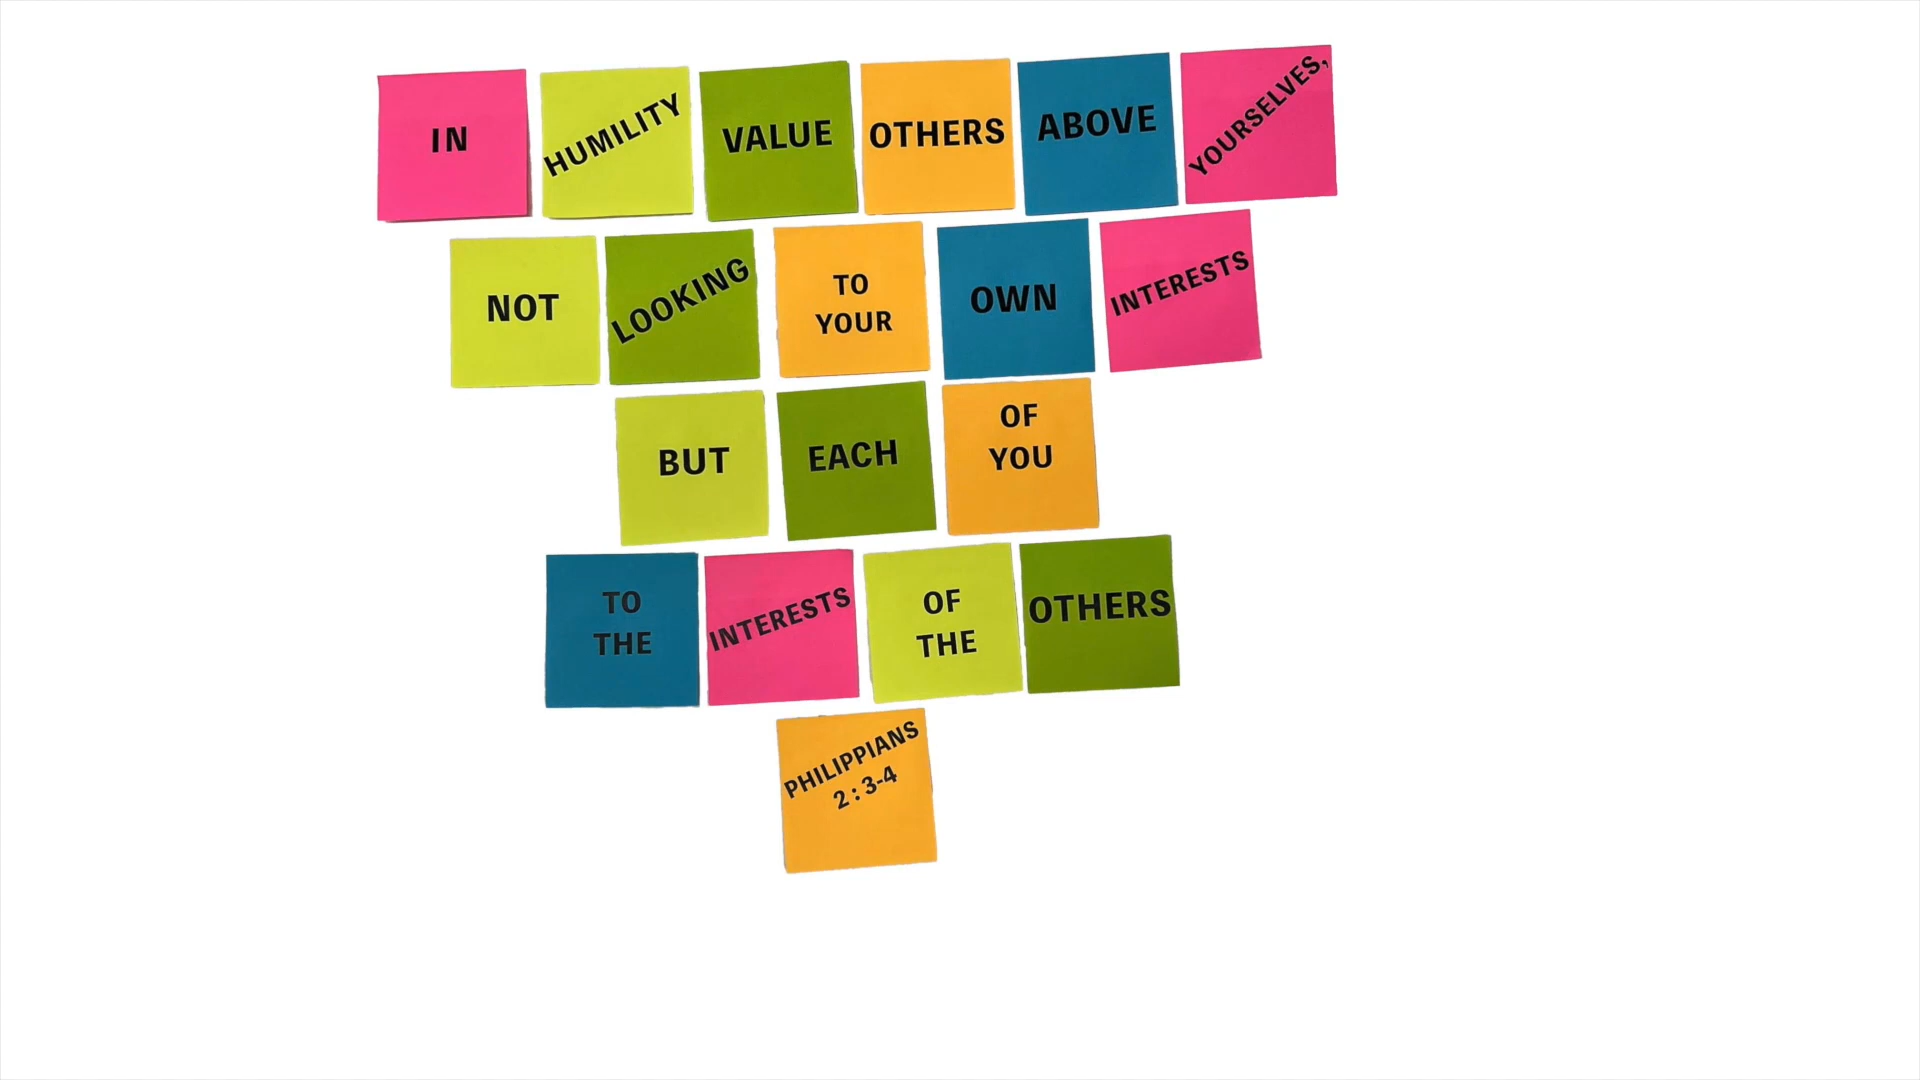 IN HUMILITY VALUE OTHERS ABOVE YOURSELVES,
NOT LOOKING TO YOUR OWN INTERESTS
BUT EACH OF YOU
TO THE INTERESTS OF THE OTHERS
PHILIPPIANS
2:3-4